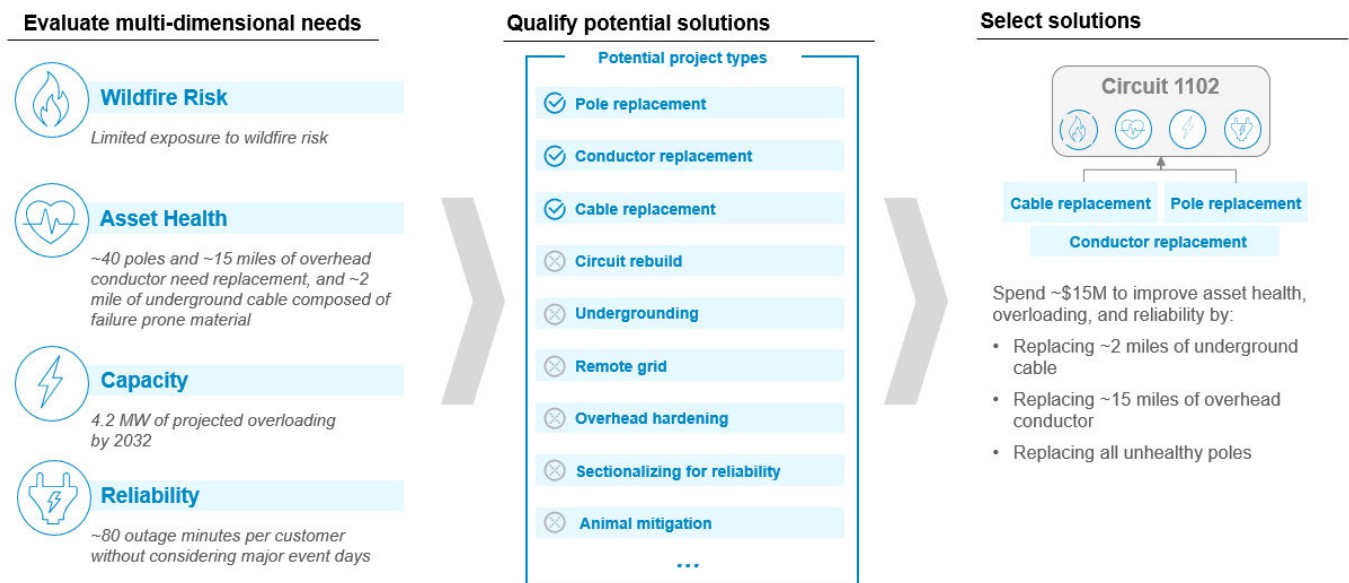 Evaluate multi-dimensional needs
Wildfire Risk
Limited exposure to wildfire risk
Asset Health
~40 poles and ~15 miles of overhead
conductor need replacement, and ~2
mile of underground cable composed of
failure prone material
Capacity
4.2 MW of projected overloading
by 2032
Reliability
~80 outage minutes per customer
without considering major event days
Qualify potential solutions
Potential project types
Pole replacement
Conductor replacement
Cable replacement
Circuit rebuild
Undergrounding
Remote grid
Overhead hardening
Sectionalizing for reliability
Animal mitigation
...
Select solutions
Circuit 1102
Cable replacement
Pole replacement
Conductor replacement
Spend ~$15M to improve asset health,
overloading, and reliability by:
• Replacing ~2 miles of underground
cable
• Replacing ~15 miles of overhead
conductor
• Replacing all unhealthy poles